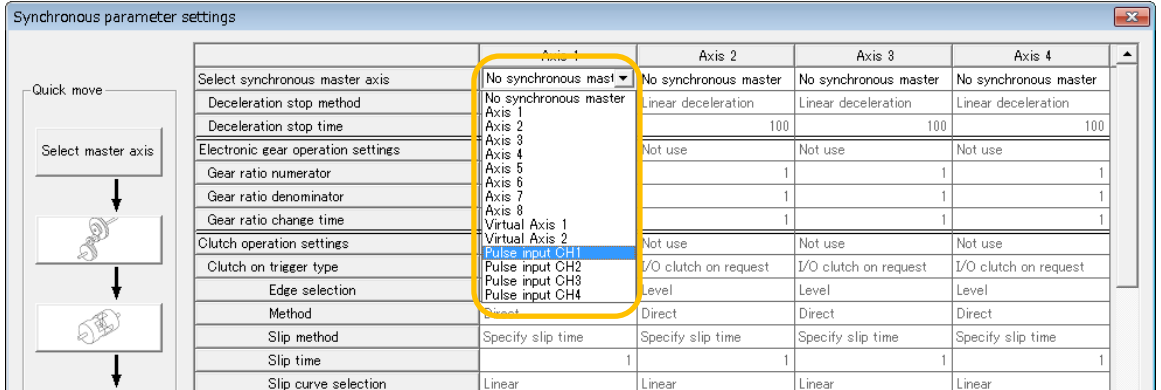 Synchronous parameter settings
Axis 1 Axis 2 Axis 3 Axis 4
Quick move
Select master axis
Select synchronous master axis No synchronous mast No synchronous master No synchronous master No synchronous master
Deceleration stop method Linear deceleration Linear deceleration Linear deceleration
Deceleration stop time 100 100 100
Electronic gear operation settings Not use Not use Not use
Gear ratio numerator 1 1 1
Gear ratio denominator 1 1 1
Gear ratio change time 1 1 1
Clutch operation settings Not use Not use Not use
Clutch on trigger type I/O clutch on request I/O clutch on request I/O clutch on request
Edge selection Level Level Level
Method Direct Direct Direct Direct
Slip method Specify slip time Specify slip time Specify slip time Specify slip time
Slip time 1 1 1 1
Slip curve selection Linear Linear Linear Linear
No synchronous master
Axis 1
Axis 2
Axis 3
Axis 4
Axis 5
Axis 6
Axis 7
Axis 8
Virtual Axis 1
Virtual Axis 2
Pulse input CH1
Pulse input CH2
Pulse input CH3
Pulse input CH4